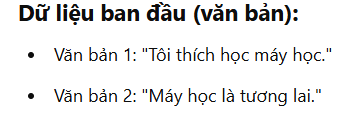 Dữ liệu ban đầu (văn bản):
• Văn bản 1: "Tôi thích học máy học."
• Văn bản 2: "Máy học là tương lai."